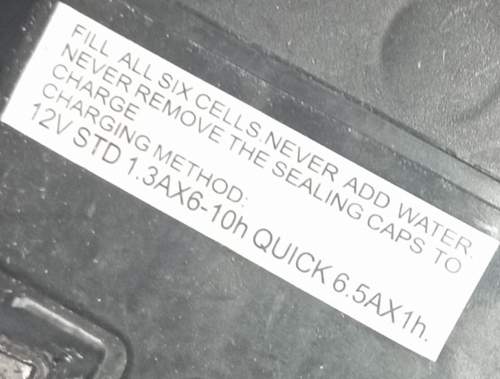 FILL ALL SIX CELLS.NEVER ADD WATER.
NEVER REMOVE THE SEALING CAPS TO
CHARGE
CHARGING METHOD:
12V STD 1.3AX6-10h QUICK 6.5AX1h.